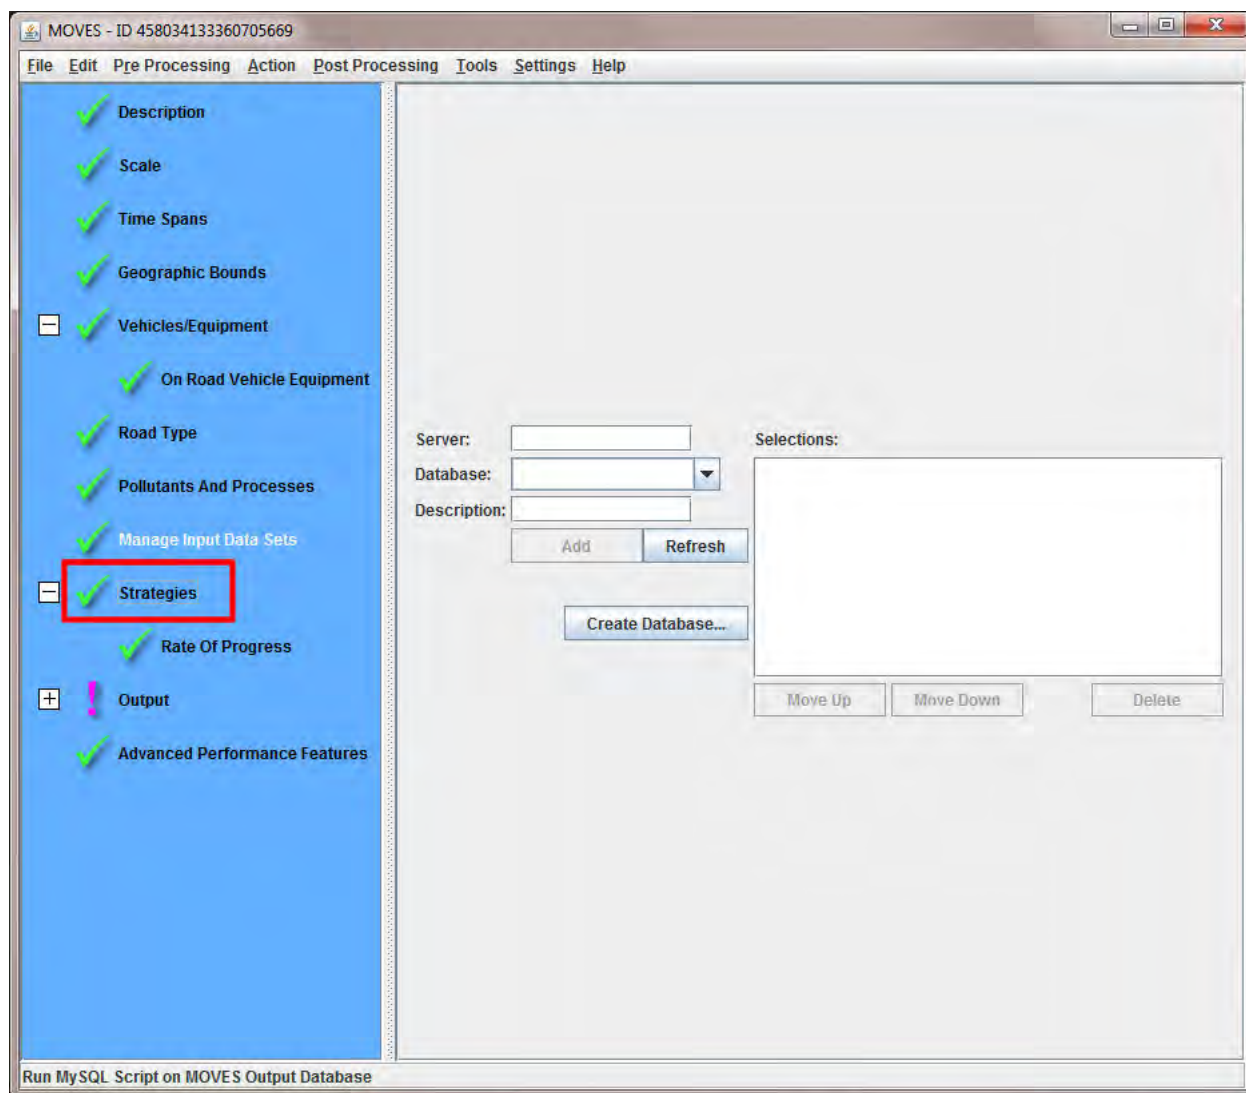 MOVES - ID 458034133360705669
File Edit Pre Processing Action Post Processing Tools Settings Help
Description
Scale
Time Spans
Geographic Bounds
Vehicles/Equipment
On Road Vehicle Equipment
Road Type
Pollutants And Processes
Manage Input Data Sets
Strategies
Rate Of Progress
Output
Advanced Performance Features
Server:
Database:
Description:
Add Refresh
Create Database...
Selections:
Move Up Move Down Delete
Run MySQL Script on MOVES Output Database